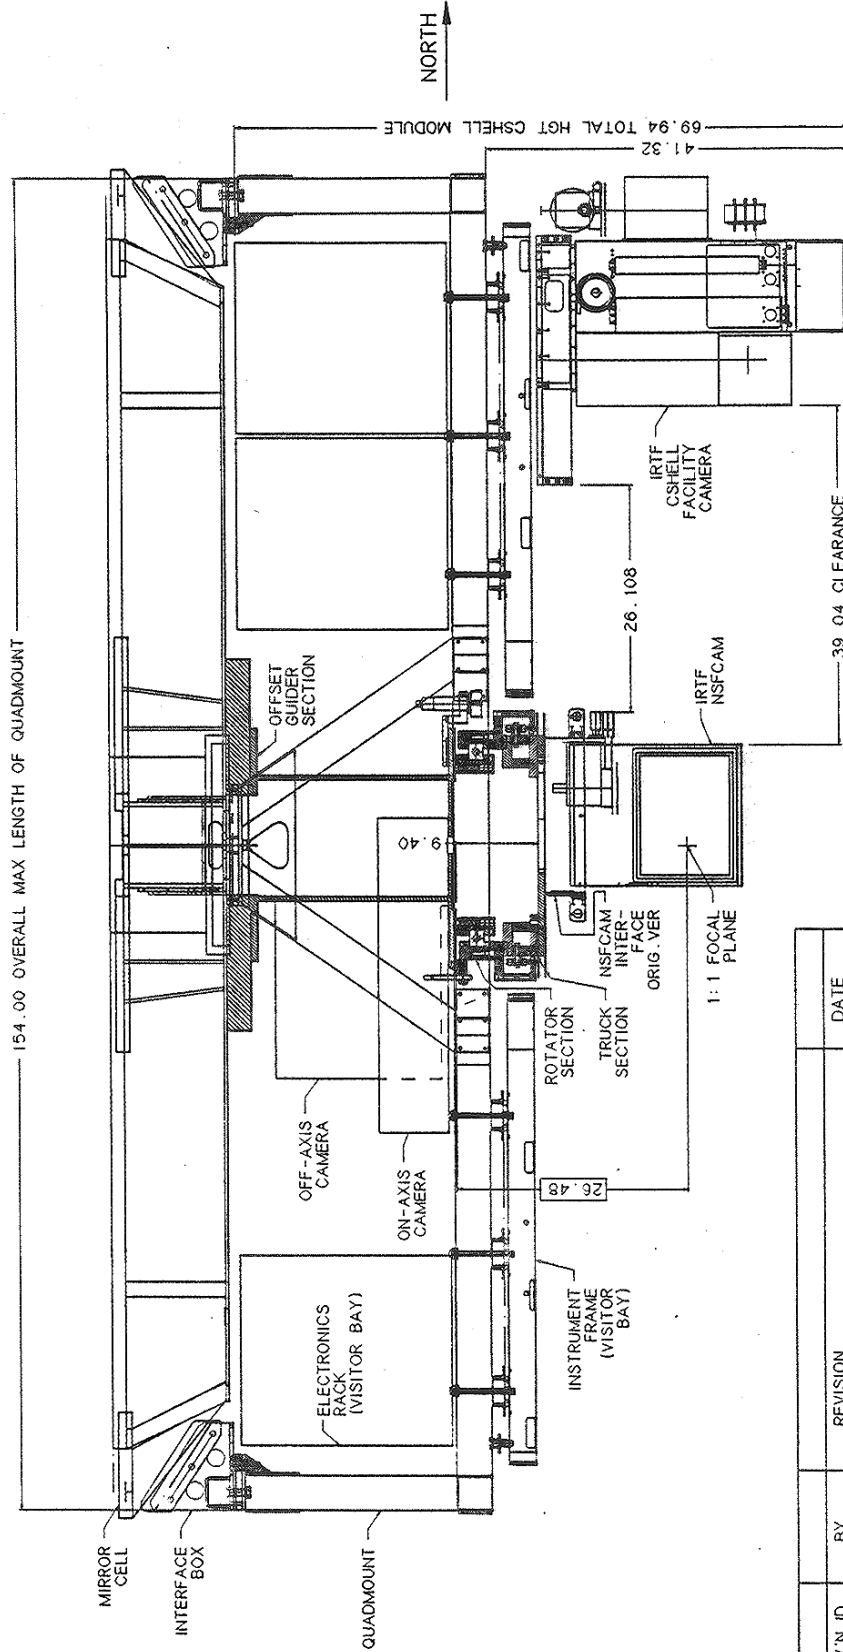 154.00 OVERALL MAX LENGTH OF QUADMOUNT
NORTH
69.94 TOTAL HGT CSHELL MODULE
41.32
MIRROR
CELL
INTERFACE
BOX
QUADMOUNT
OFFSET
GUIDER
SECTION
OFF-AXIS
CAMERA
ON-AXIS
CAMERA
9.40
ELECTRONICS
RACK
(VISITOR BAY)
INSTRUMENT
FRAME
(VISITOR
BAY)
26.48
ROTATOR
SECTION
TRUCK
SECTION
NSFCAM
INTER-
FACE
ORIG.VER
1:1 FOCAL
PLANE
IRTF
NSFCAM
26.108
IRTF
CSHELL
FACILITY
CAMERA
39.04 CLEARANCE
BY
REVISION
DATE